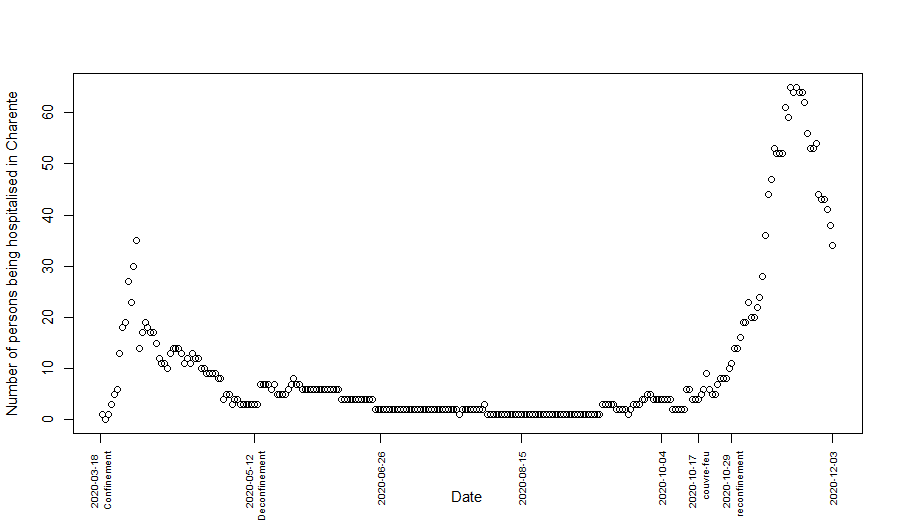 Number of persons being hospitalised in Charente
60
50
40
30
20
10
0
2020-03-18
Confinement
2020-05-12
Deconfinement
2020-06-26
2020-08-15
2020-10-04
2020-10-17
couvre-feu
2020-10-29
reconfinement
2020-12-03
Date